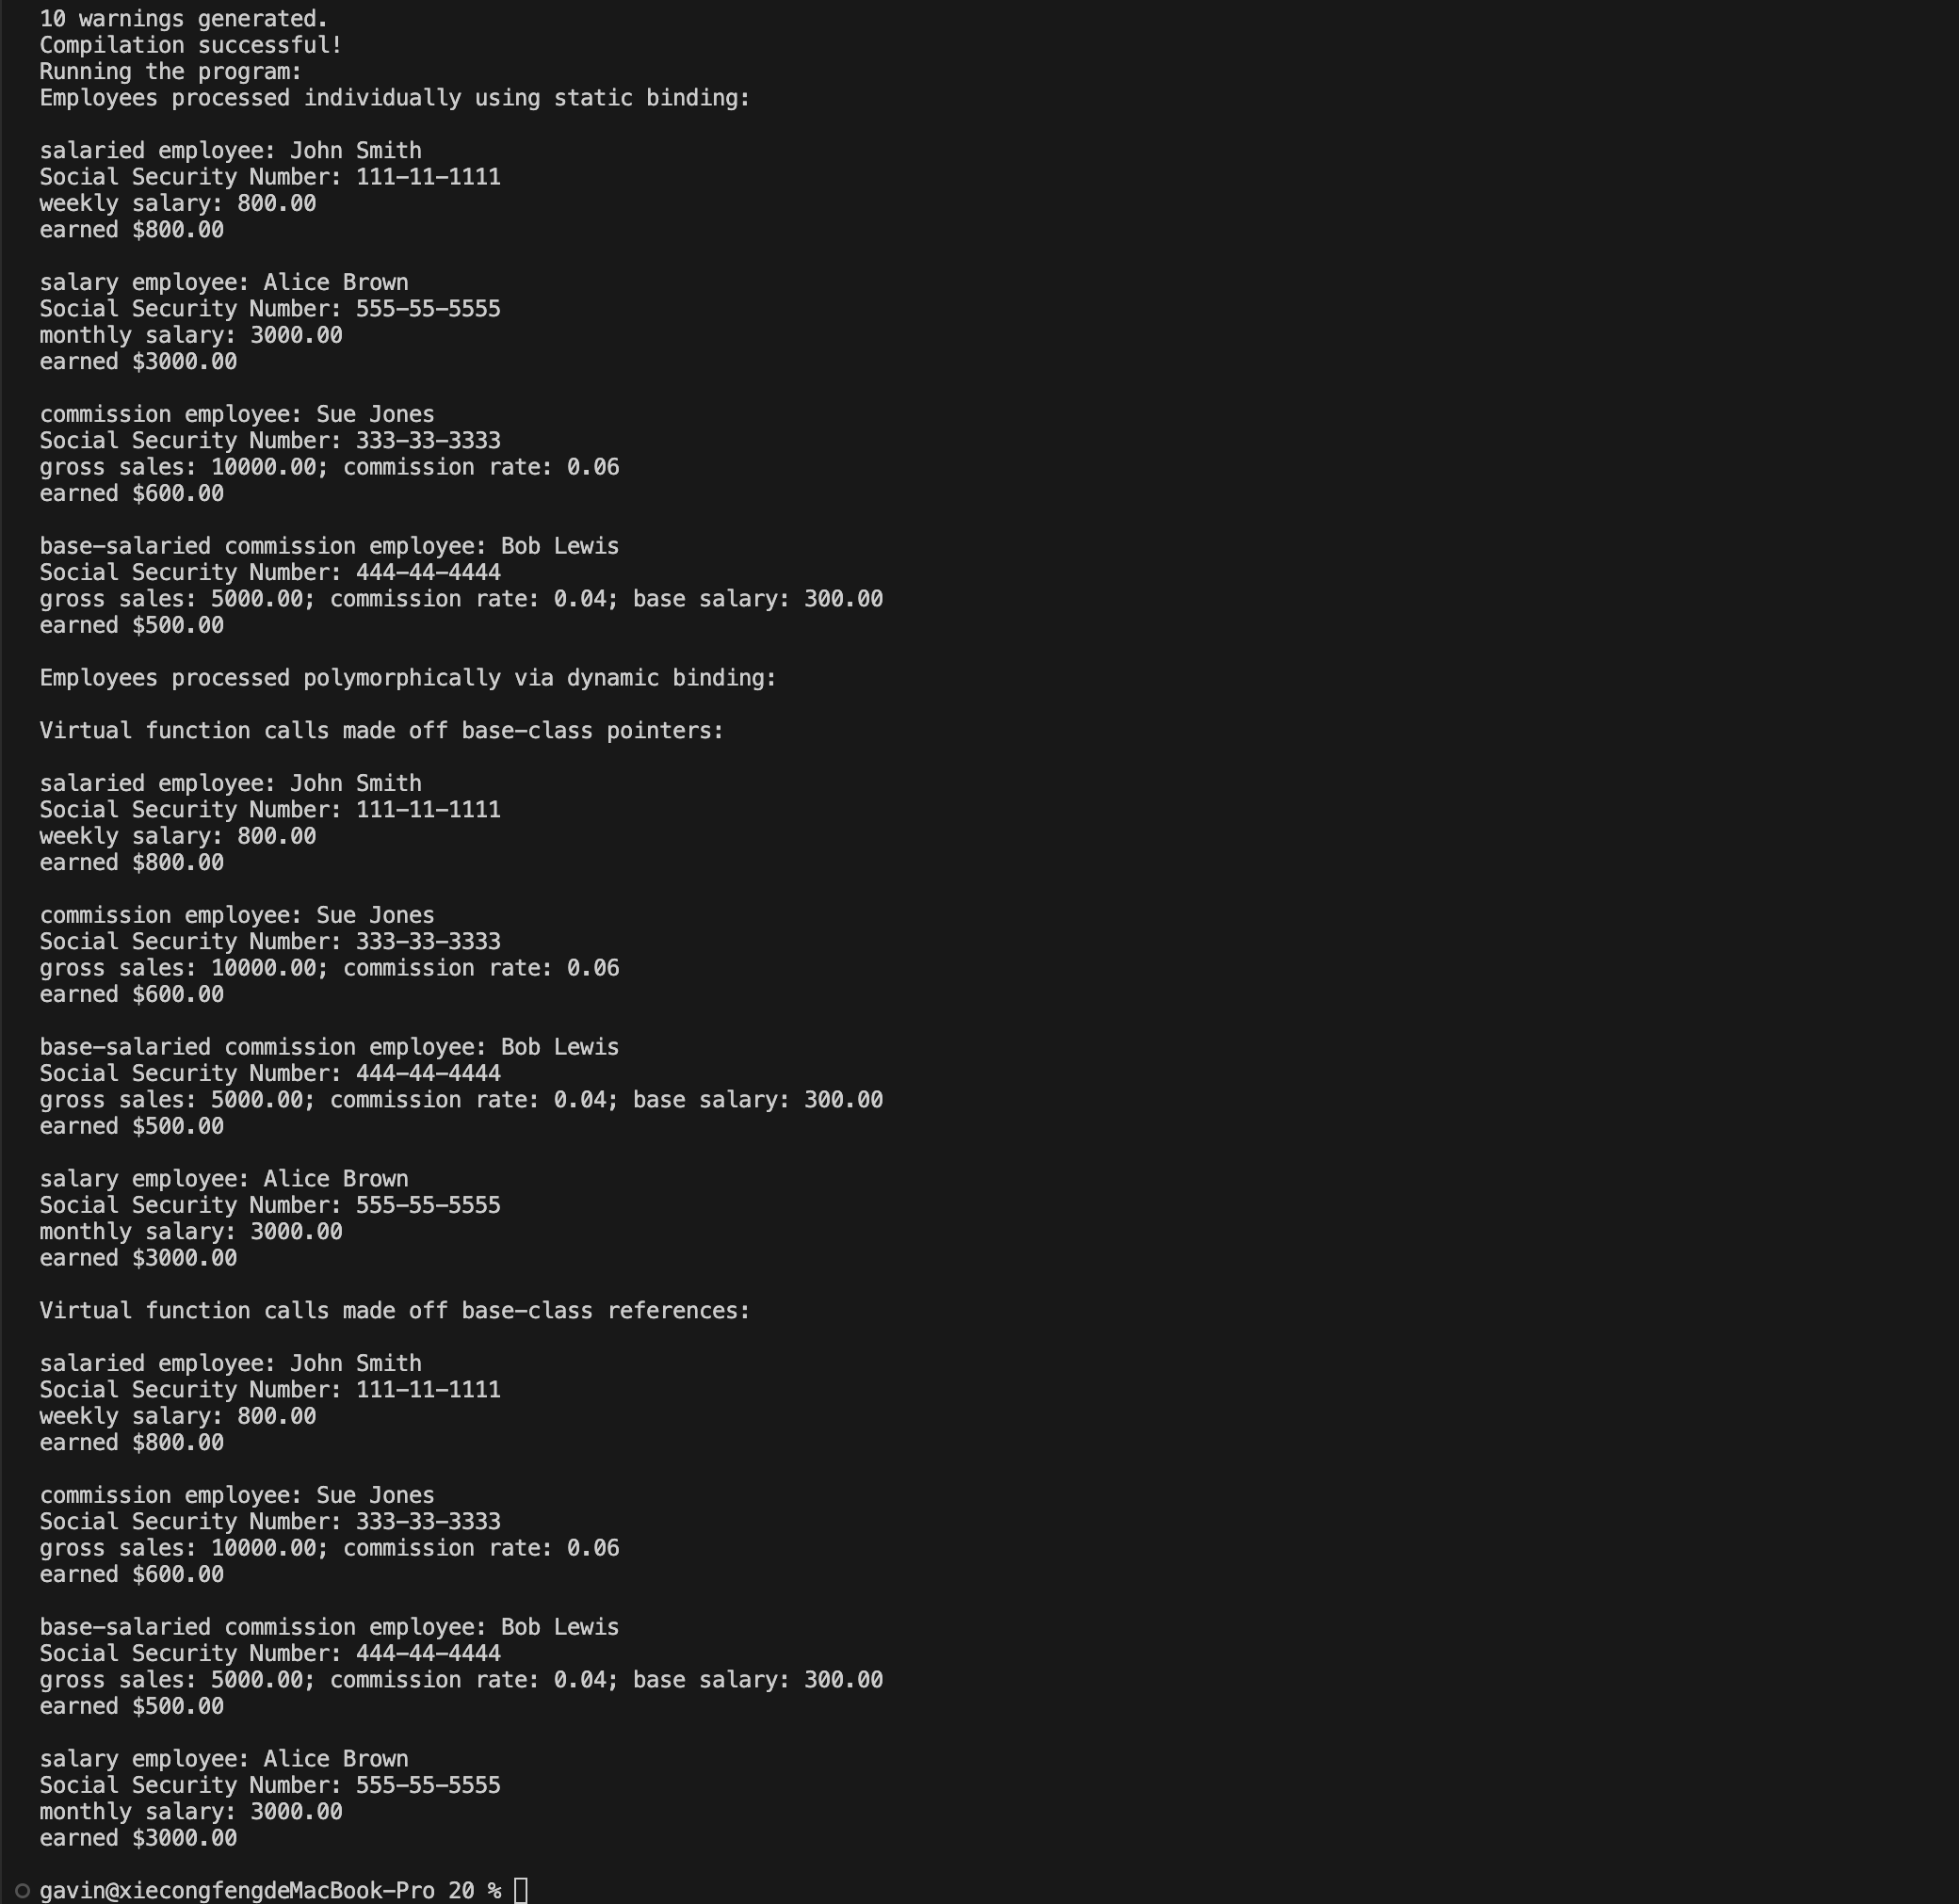 10 warnings generated.
Compilation successful!
Running the program:
Employees processed individually using static binding:
salaried employee: John Smith
Social Security Number: 111-11-1111
weekly salary: 800.00
earned $800.00
salary employee: Alice Brown
Social Security Number: 555-55-5555
monthly salary: 3000.00
earned $3000.00
commission employee: Sue Jones
Social Security Number: 333-33-3333
gross sales: 10000.00; commission rate: 0.06
earned $600.00
base-salaried commission employee: Bob Lewis
Social Security Number: 444-44-4444
gross sales: 5000.00; commission rate: 0.04; base salary: 300.00
earned $500.00
Employees processed polymorphically via dynamic binding:
Virtual function calls made off base-class pointers:
salaried employee: John Smith
Social Security Number: 111-11-1111
weekly salary: 800.00
earned $800.00
commission employee: Sue Jones
Social Security Number: 333-33-3333
gross sales: 10000.00; commission rate: 0.06
earned $600.00
base-salaried commission employee: Bob Lewis
Social Security Number: 444-44-4444
gross sales: 5000.00; commission rate: 0.04; base salary: 300.00
earned $500.00
salary employee: Alice Brown
Social Security Number: 555-55-5555
monthly salary: 3000.00
earned $3000.00
Virtual function calls made off base-class references:
salaried employee: John Smith
Social Security Number: 111-11-1111
weekly salary: 800.00
earned $800.00
commission employee: Sue Jones
Social Security Number: 333-33-3333
gross sales: 10000.00; commission rate: 0.06
earned $600.00
base-salaried commission employee: Bob Lewis
Social Security Number: 444-44-4444
gross sales: 5000.00; commission rate: 0.04; base salary: 300.00
earned $500.00
salary employee: Alice Brown
Social Security Number: 555-55-5555
monthly salary: 3000.00
earned $3000.00
gavin@xiecongfengdeMacBook-Pro 20 %